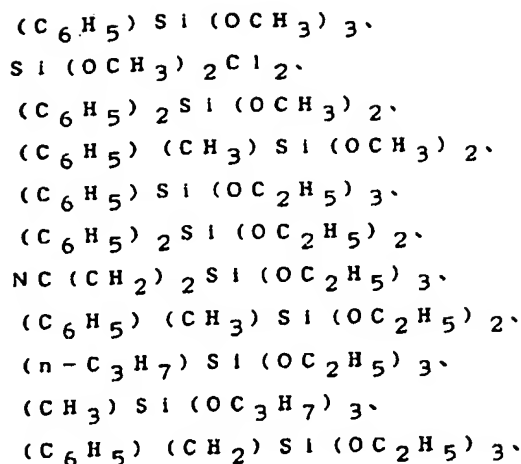 (C₆H₅)Si(OCH₃)₃、
Si(OCH₃)₂Cl₂、
(C₆H₅)₂Si(OCH₃)₂、
(C₆H₅)(CH₃)Si(OCH₃)₂、
(C₆H₅)Si(OC₂H₅)₃、
(C₆H₅)₂Si(OC₂H₅)₂、
NC(CH₂)₂Si(OC₂H₅)₃、
(C₆H₅)(CH₃)Si(OC₂H₅)₂、
(n-C₃H₇)Si(OC₂H₅)₃、
(CH₃)Si(OC₃H₇)₃、
(C₆H₅)(CH₂)Si(OC₂H₅)₃、